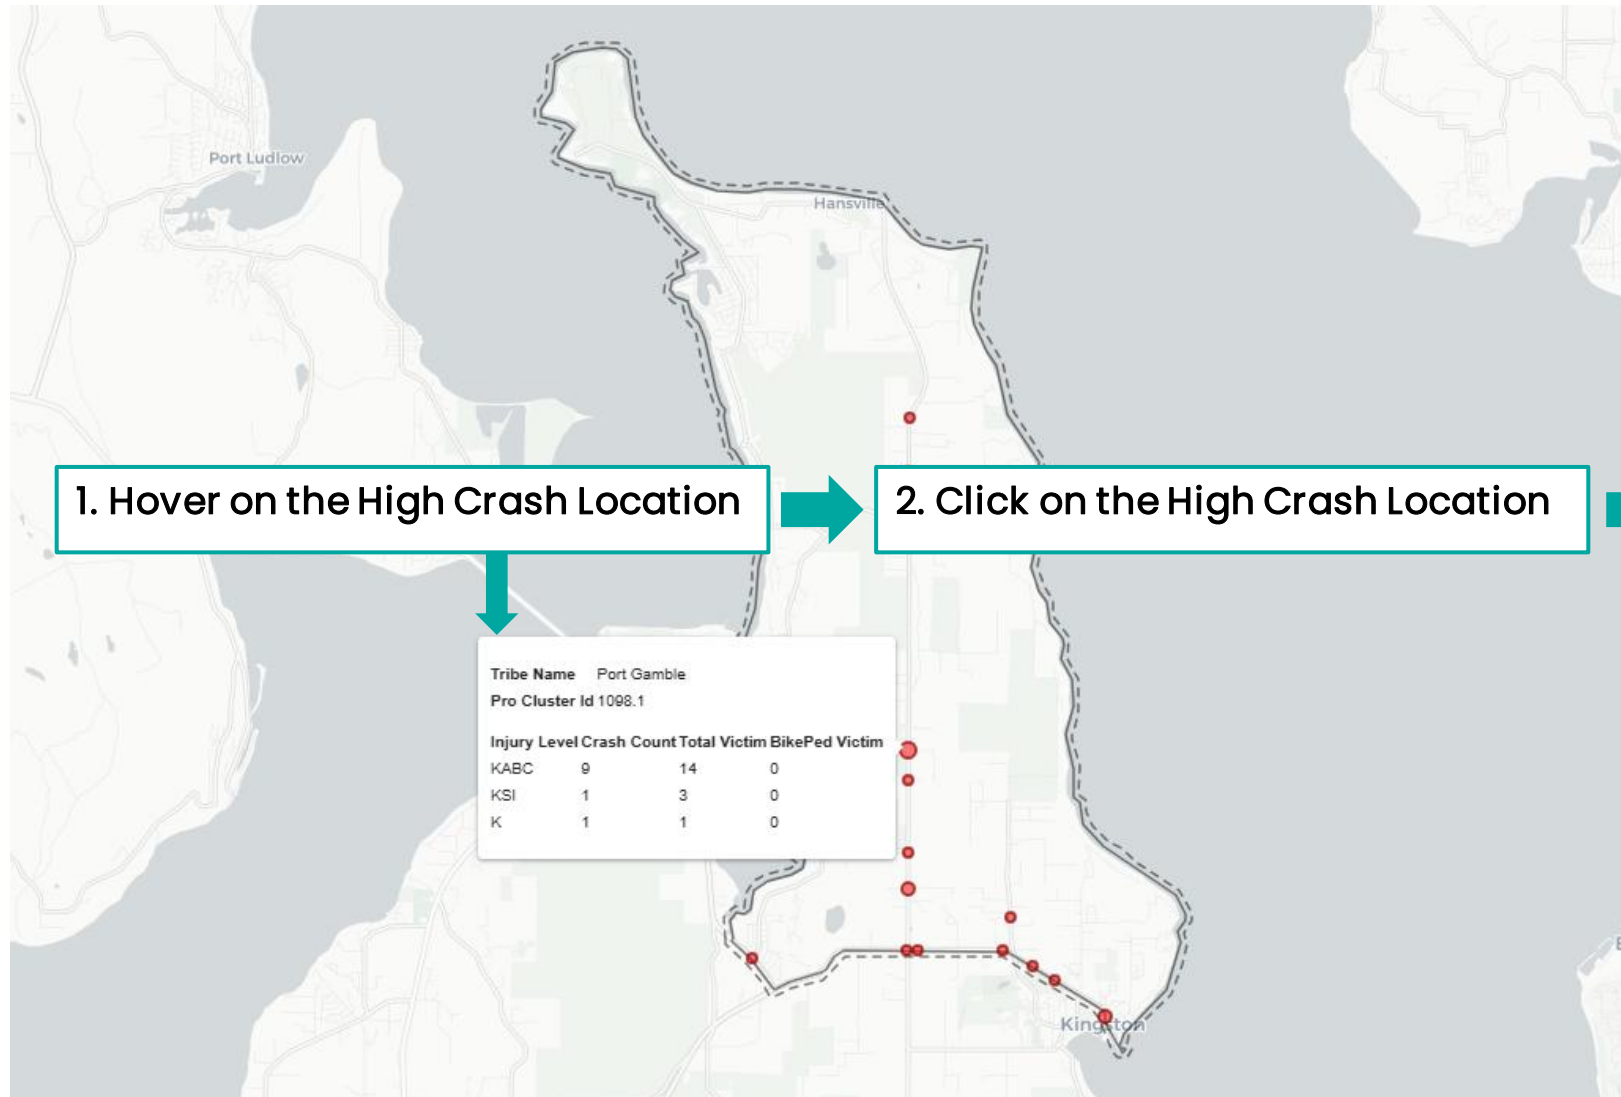 Port Ludlow
Hansville
1. Hover on the High Crash Location
2. Click on the High Crash Location
Tribe Name Port Gamble
Pro Cluster Id 1098.1
Injury Level Crash Count Total Victim BikePed Victim
KABC 9 14 0
KSI 1 3 0
K 1 1 0
Kingston